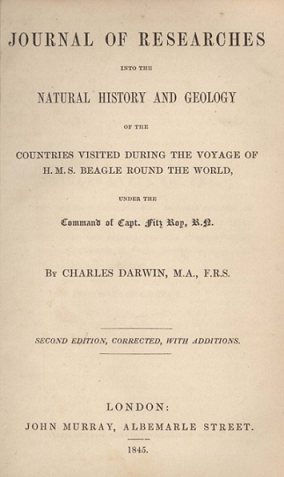 JOURNAL OF RESEARCHES
INTO THE
NATURAL HISTORY AND GEOLOGY
OF THE
COUNTRIES VISITED DURING THE VOYAGE OF
H.M.S. BEAGLE ROUND THE WORLD,
UNDER THE
Command of Capt. Fitz Roy, R.N.
BY CHARLES DARWIN, M.A., F.R.S.
SECOND EDITION, CORRECTED, WITH ADDITIONS.
LONDON:
JOHN MURRAY, ALBEMARLE STREET.
1845.